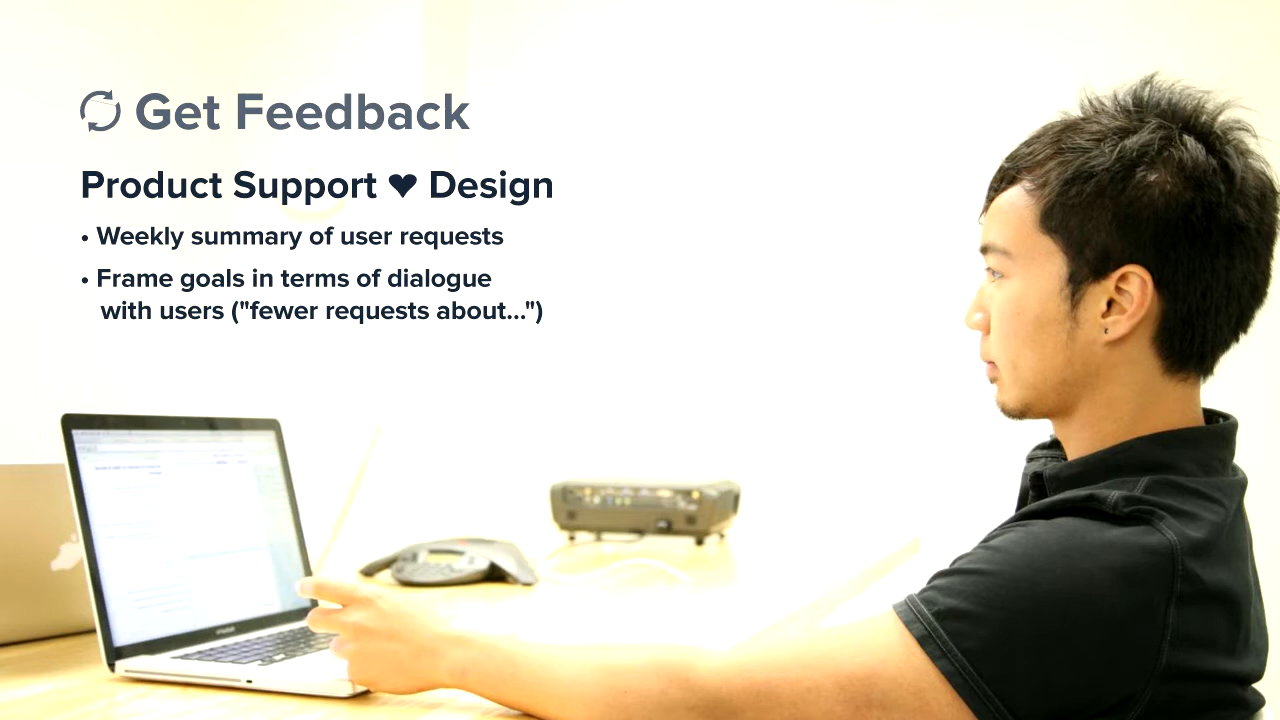 Get Feedback
Product Support ♥ Design
• Weekly summary of user requests
• Frame goals in terms of dialogue
with users ("fewer requests about...")